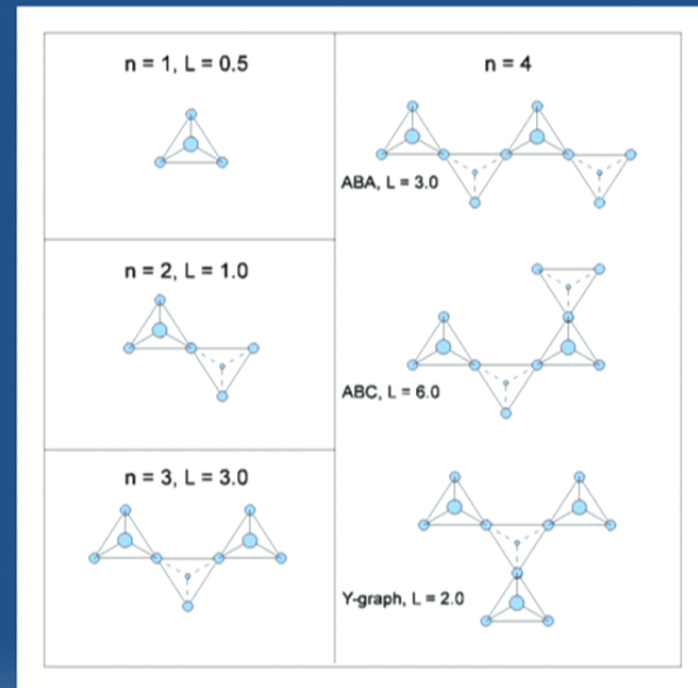 n = 1, L = 0.5
n = 2, L = 1.0
n = 3, L = 3.0
n = 4
ABA, L = 3.0
ABC, L = 6.0
Y-graph, L = 2.0